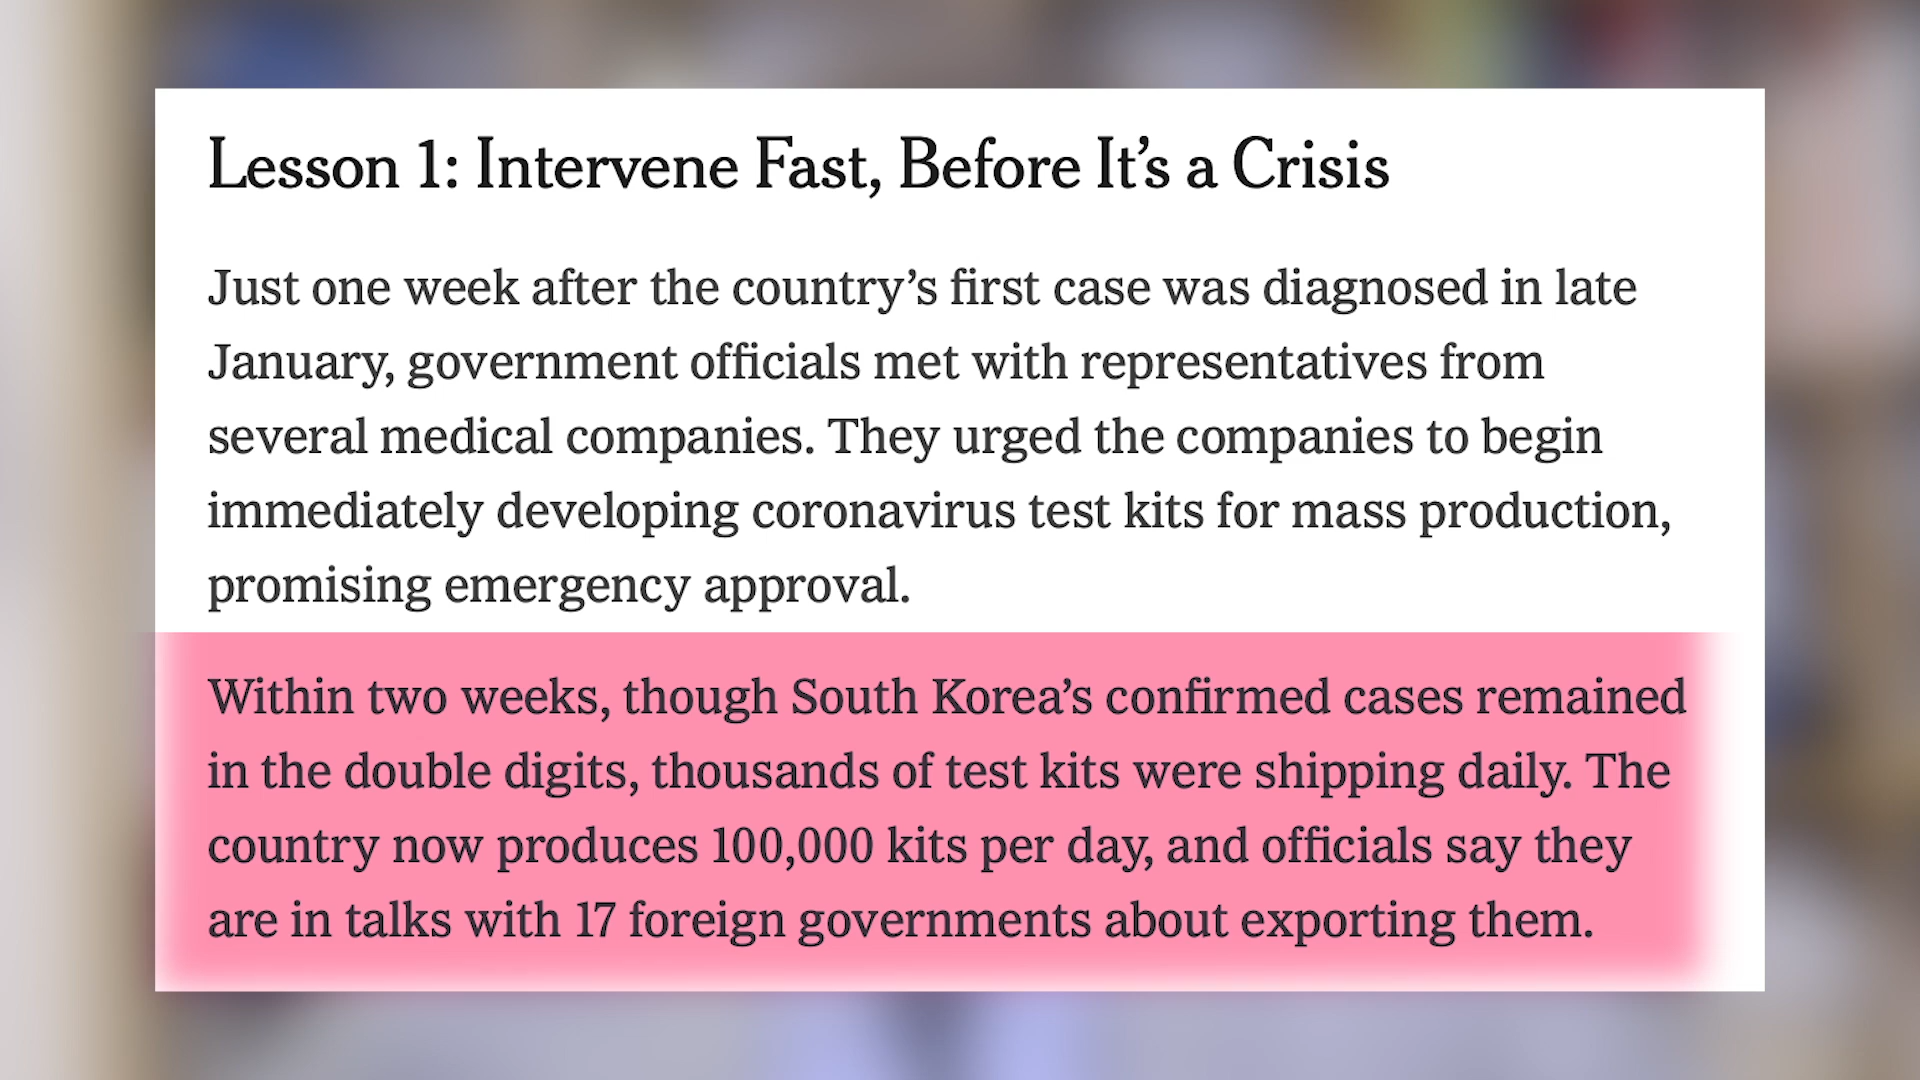 Lesson 1: Intervene Fast, Before It’s a Crisis
Just one week after the country’s first case was diagnosed in late
January, government officials met with representatives from
several medical companies. They urged the companies to begin
immediately developing coronavirus test kits for mass production,
promising emergency approval.
Within two weeks, though South Korea’s confirmed cases remained
in the double digits, thousands of test kits were shipping daily. The
country now produces 100,000 kits per day, and officials say they
are in talks with 17 foreign governments about exporting them.